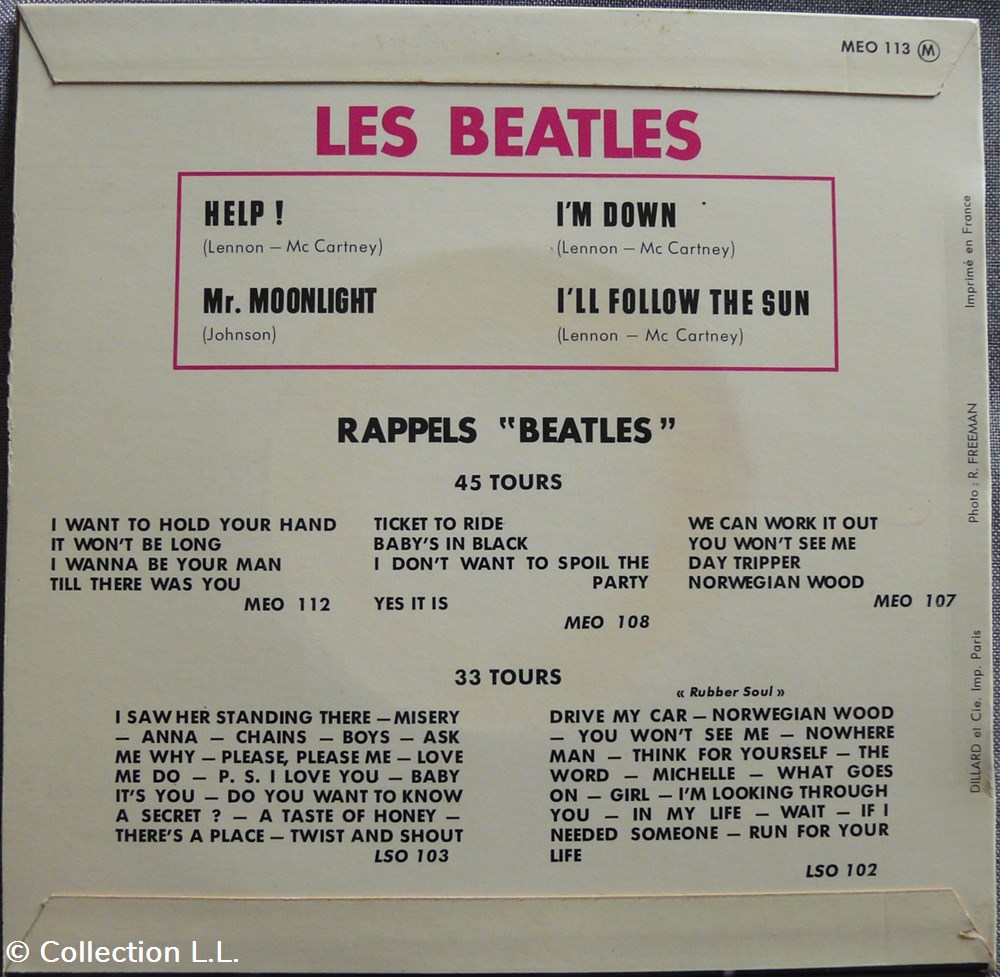 MEO 113 Ⓜ
LES BEATLES
HELP !
(Lennon – Mc Cartney)
I'M DOWN
(Lennon – Mc Cartney)
Mr. MOONLIGHT
(Johnson)
I'LL FOLLOW THE SUN
(Lennon – Mc Cartney)
RAPPELS "BEATLES"
45 TOURS
I WANT TO HOLD YOUR HAND
IT WON'T BE LONG
I WANNA BE YOUR MAN
TILL THERE WAS YOU
MEO 112
TICKET TO RIDE
BABY'S IN BLACK
I DON'T WANT TO SPOIL THE
PARTY
YES IT IS
MEO 108
WE CAN WORK IT OUT
YOU WON'T SEE ME
DAY TRIPPER
NORWEGIAN WOOD
MEO 107
33 TOURS
I SAW HER STANDING THERE – MISERY
– ANNA – CHAINS – BOYS – ASK
ME WHY – PLEASE, PLEASE ME – LOVE
ME DO – P. S. I LOVE YOU – BABY
IT'S YOU – DO YOU WANT TO KNOW
A SECRET ? – A TASTE OF HONEY –
THERE'S A PLACE – TWIST AND SHOUT
LSO 103
« Rubber Soul »
DRIVE MY CAR – NORWEGIAN WOOD
– YOU WON'T SEE ME – NOWHERE
MAN – THINK FOR YOURSELF – THE
WORD – MICHELLE – WHAT GOES
ON – GIRL – I'M LOOKING THROUGH
YOU – IN MY LIFE – WAIT – IF I
NEEDED SOMEONE – RUN FOR YOUR
LIFE
LSO 102
Imprimé en France
Photo : R. FREEMAN
DILLARD et Cie. Imp. Paris
© Collection L.L.